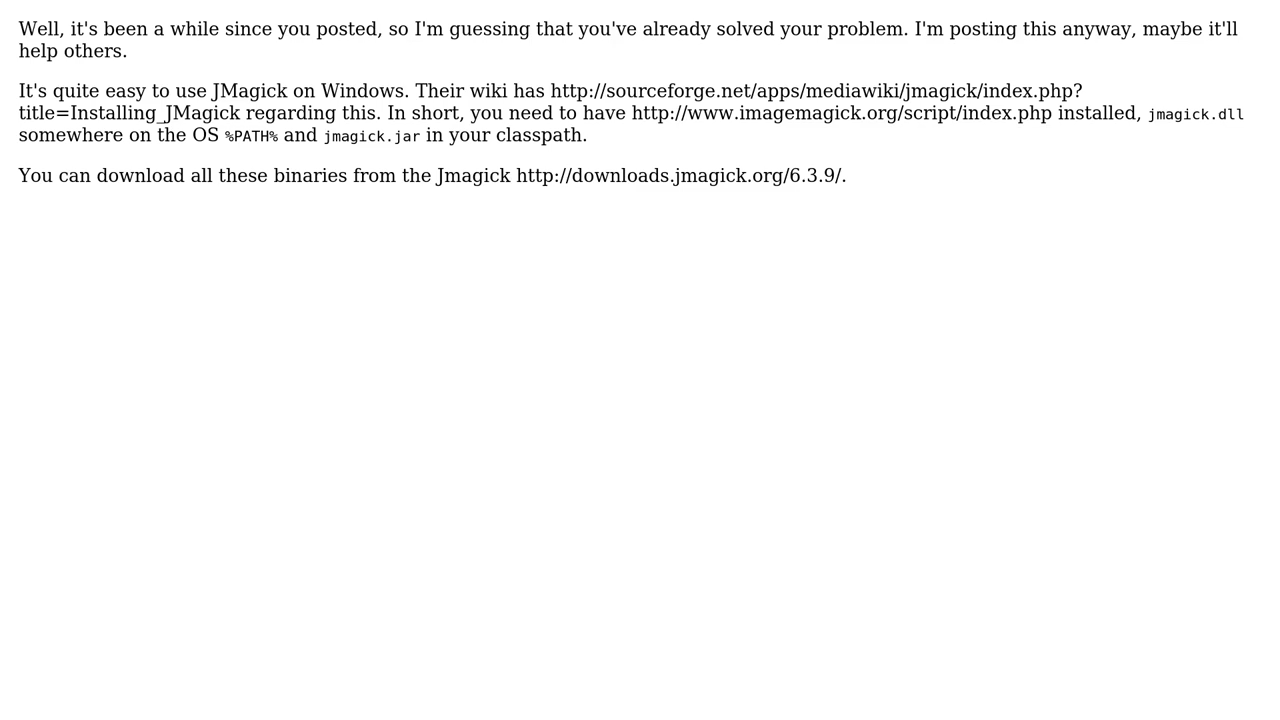 Well, it's been a while since you posted, so I'm guessing that you've already solved your problem. I'm posting this anyway, maybe it'll
help others.
It's quite easy to use JMagick on Windows. Their wiki has http://sourceforge.net/apps/mediawiki/jmagick/index.php?
title=Installing_JMagick regarding this. In short, you need to have http://www.imagemagick.org/script/index.php installed, jmagick.dll
somewhere on the OS %PATH% and jmagick.jar in your classpath.
You can download all these binaries from the Jmagick http://downloads.jmagick.org/6.3.9/.